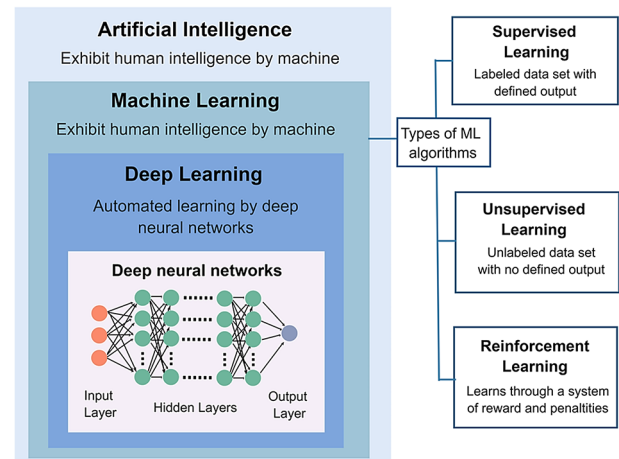 Artificial Intelligence
Exhibit human intelligence by machine
Machine Learning
Exhibit human intelligence by machine
Deep Learning
Automated learning by deep
neural networks
Deep neural networks
Input
Layer
Hidden Layers
Output
Layer
Types of ML
algorithms
Supervised
Learning
Labeled data set with
defined output
Unsupervised
Learning
Unlabeled data set
with no defined output
Reinforcement
Learning
Learns through a system
of reward and penaltities